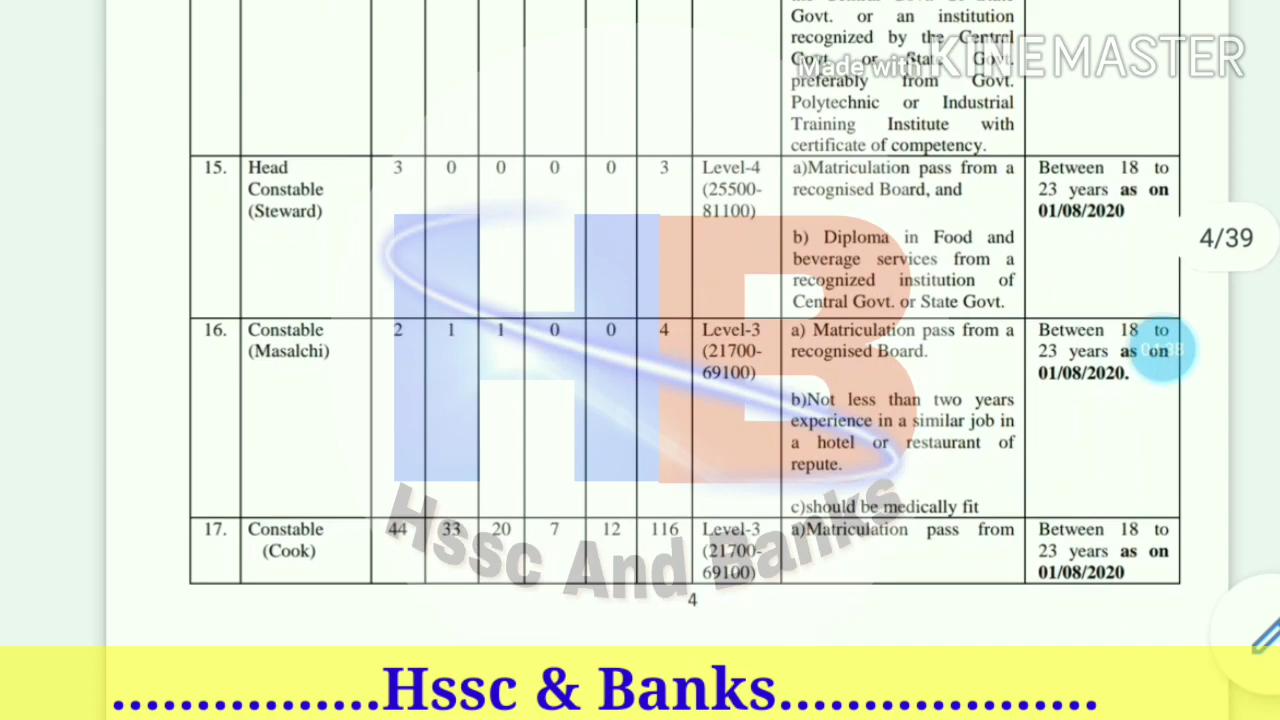 Govt. or an institution
recognized by the Central
Govt. or State Govt.
preferably from Govt.
Polytechnic or Industrial
Training Institute with
certificate of competency.
Made with KINEMASTER
15. Head Constable (Steward) 3 0 0 0 0 3 Level-4 (25500-81100)
a)Matriculation pass from a
recognised Board, and
b) Diploma in Food and
beverage services from a
recognized institution of
Central Govt. or State Govt.
Between 18 to
23 years as on
01/08/2020
4/39
16. Constable (Masalchi) 2 1 1 0 0 4 Level-3 (21700-69100)
a) Matriculation pass from a
recognised Board.
b)Not less than two years
experience in a similar job in
a hotel or restaurant of
repute.
c)should be medically fit
Between 18 to
23 years as on
01/08/2020.
17. Constable (Cook) 44 33 20 7 12 116 Level-3 (21700-69100)
a)Matriculation pass from
Between 18 to
23 years as on
01/08/2020
HB
Hssc And Banks
4
................Hssc & Banks...................